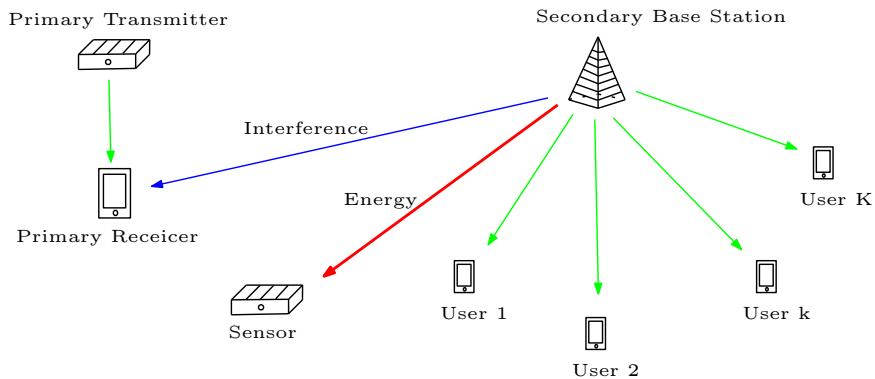 Primary Transmitter
Secondary Base Station
Interference
User K
Energy
Primary Receicer
User 1
User k
Sensor
User 2